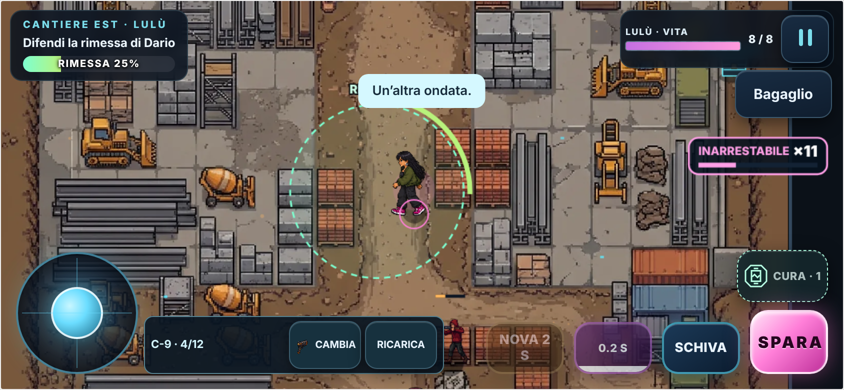 CANTIERE EST · LULÙ
Difendi la rimessa di Dario
RIMESSA 25%
Un'altra ondata.
LULÙ · VITA
8 / 8
Bagaglio
INARRESTABILE ×11
CURA · 1
C-9 · 4/12
CAMBIA
RICARICA
NOVA 2
S
0.2 S
SCHIVA
SPARA